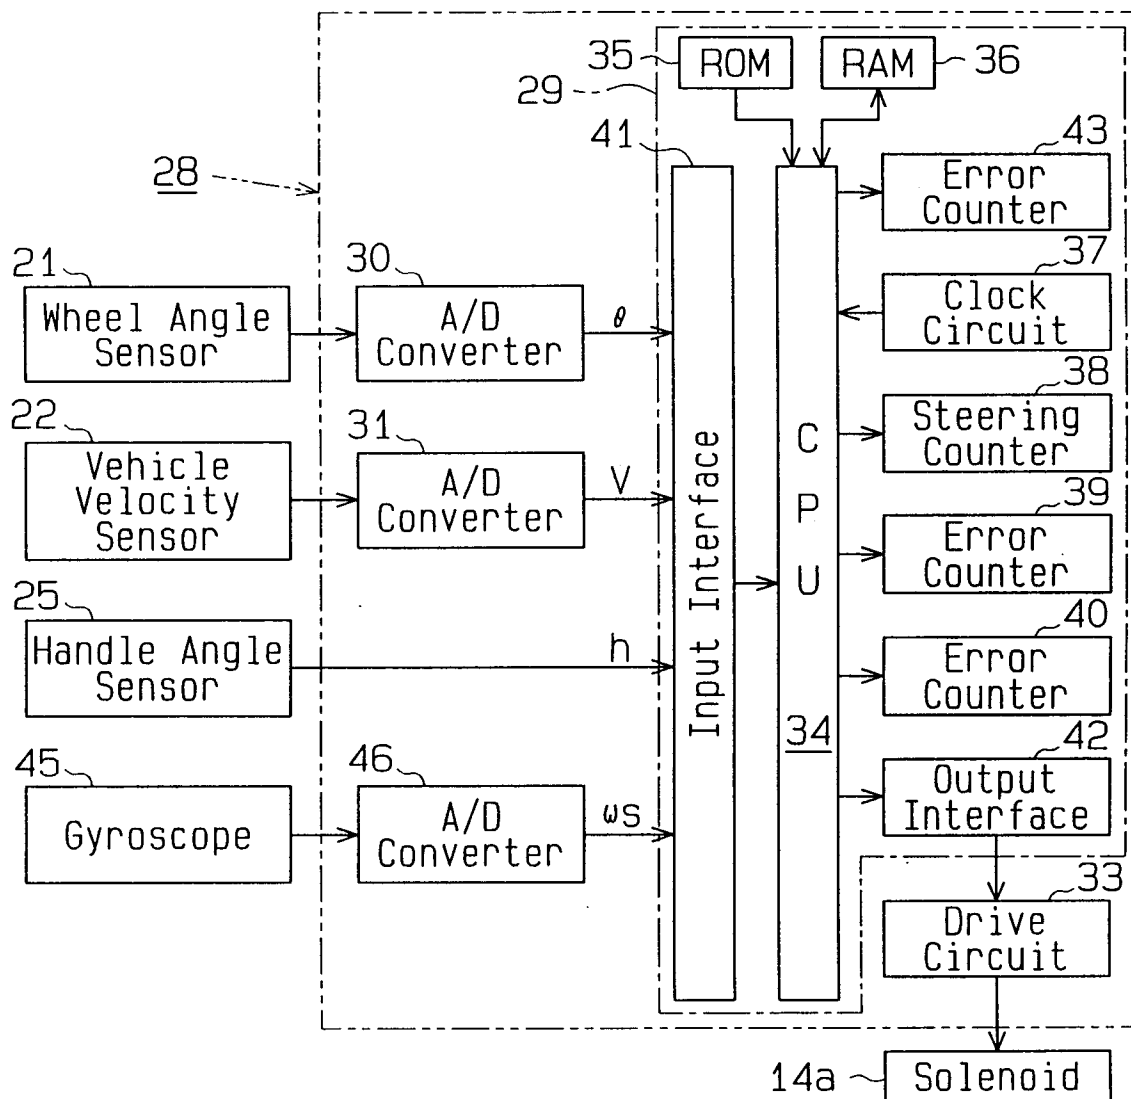 35
ROM
RAM
36
29
41
43
Error
Counter
28
21
Wheel Angle
Sensor
30
A/D
Converter
θ
37
Clock
Circuit
22
Vehicle
Velocity
Sensor
31
A/D
Converter
V
38
Steering
Counter
Input Interface
C
P
U
34
39
Error
Counter
25
Handle Angle
Sensor
h
40
Error
Counter
45
Gyroscope
46
A/D
Converter
ωs
42
Output
Interface
33
Drive
Circuit
14a
Solenoid